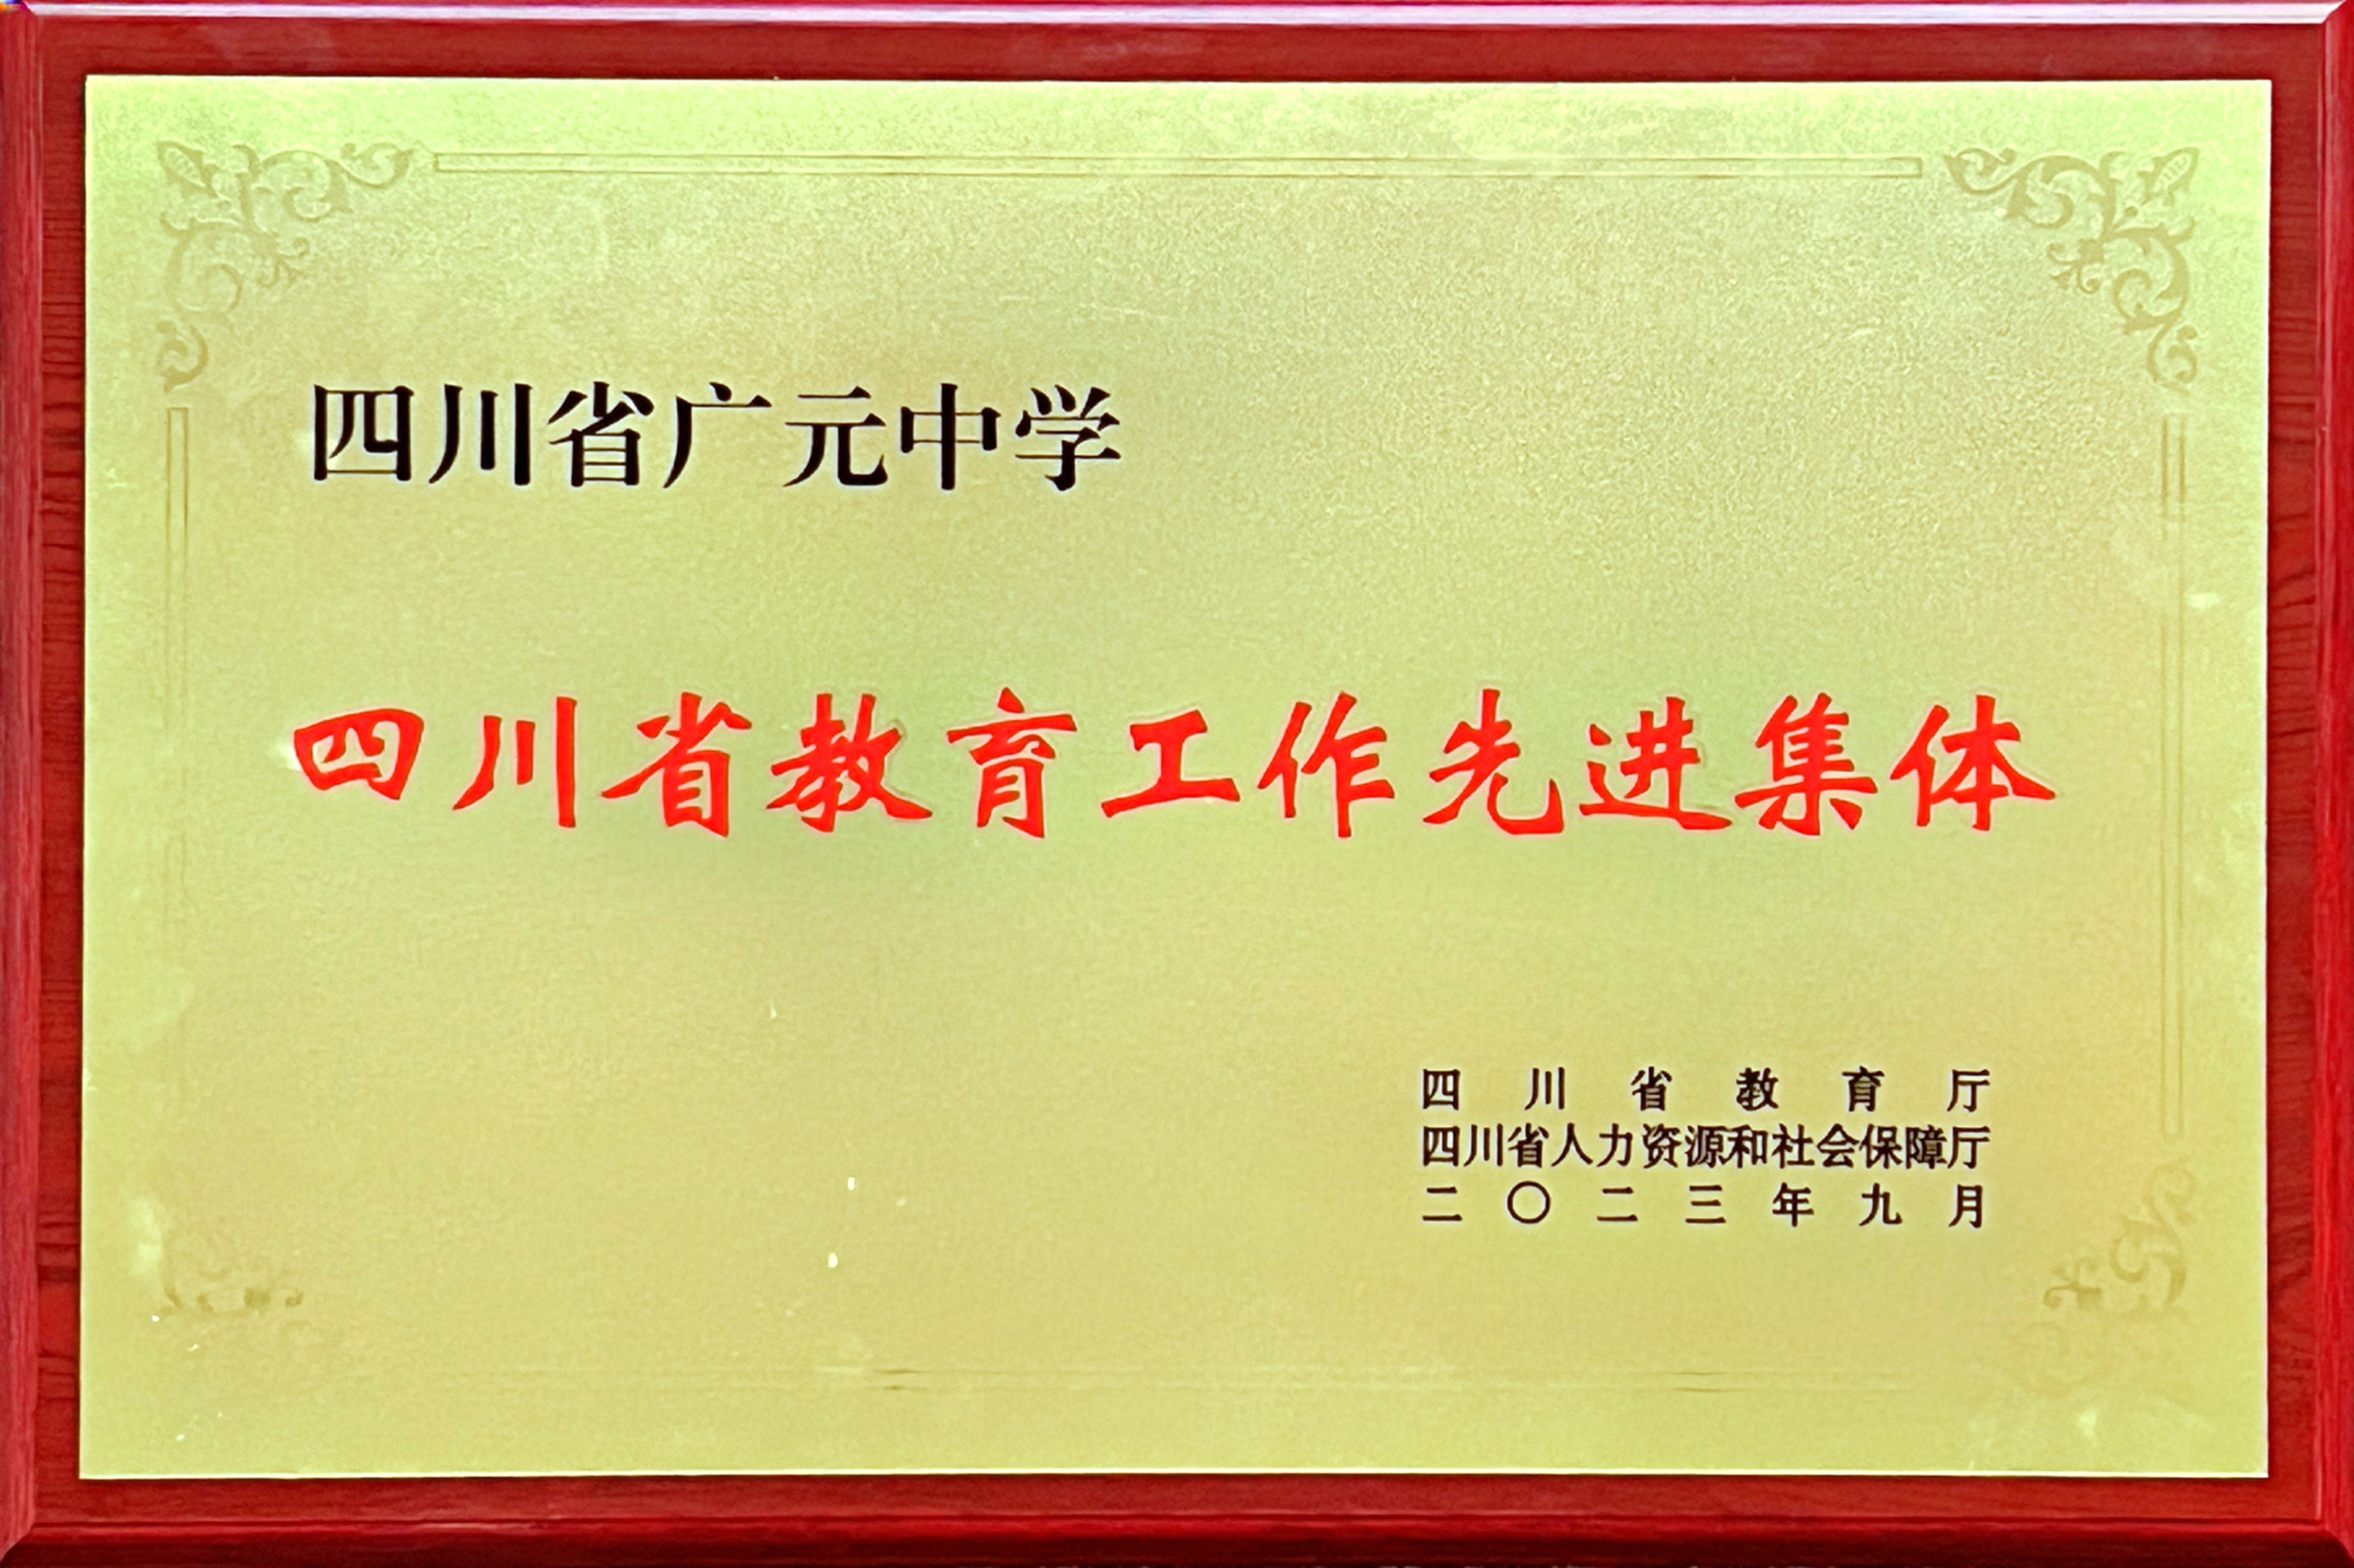 四川省广元中学
四川省教育工作先进集体
四川省教育厅
四川省人力资源和社会保障厅
二〇二三年九月